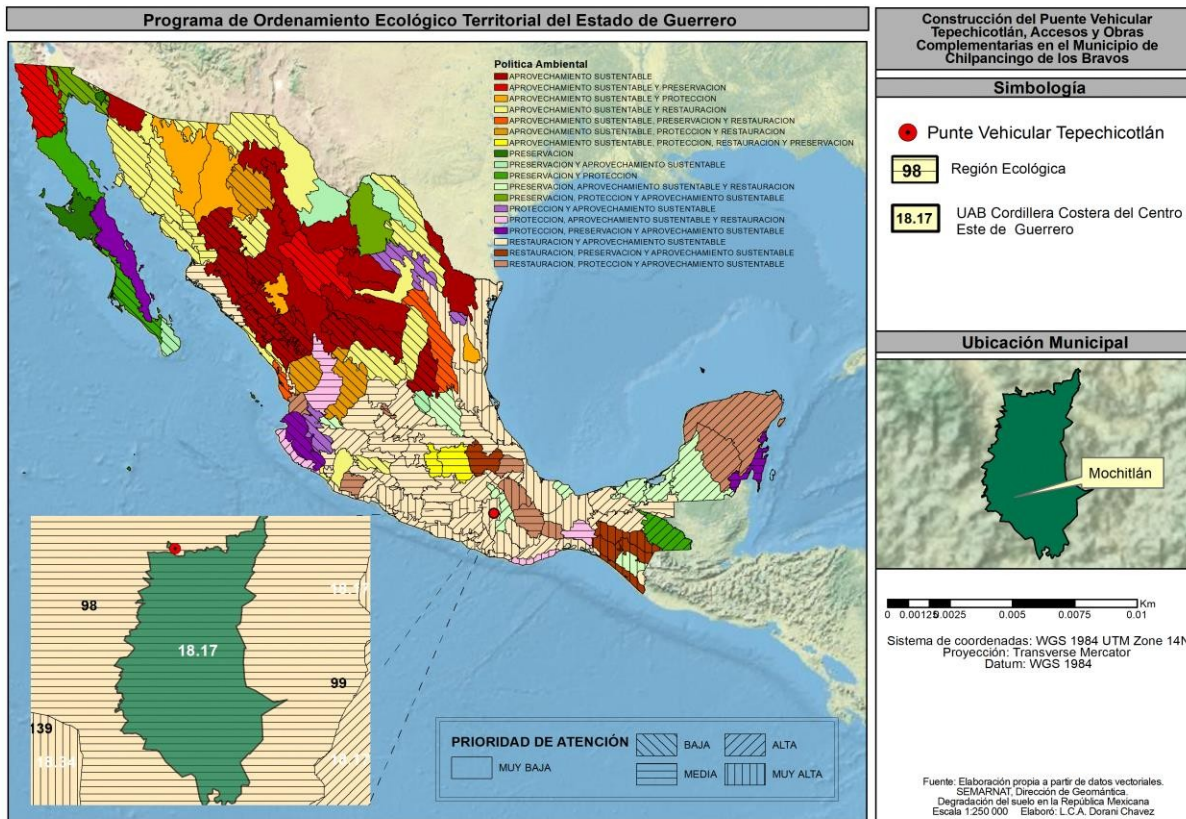 Programa de Ordenamiento Ecológico Territorial del Estado de Guerrero
Política Ambiental
APROVECHAMIENTO SUSTENTABLE
APROVECHAMIENTO SUSTENTABLE Y PRESERVACION
APROVECHAMIENTO SUSTENTABLE Y PROTECCION
APROVECHAMIENTO SUSTENTABLE Y RESTAURACION
APROVECHAMIENTO SUSTENTABLE, PRESERVACION Y RESTAURACION
APROVECHAMIENTO SUSTENTABLE, PROTECCION Y RESTAURACION
APROVECHAMIENTO SUSTENTABLE, PROTECCION, RESTAURACION Y PRESERVACION
PRESERVACION
PRESERVACION Y APROVECHAMIENTO SUSTENTABLE
PRESERVACION Y PROTECCION
PRESERVACION, APROVECHAMIENTO SUSTENTABLE Y RESTAURACION
PRESERVACION, PROTECCION Y APROVECHAMIENTO SUSTENTABLE
PROTECCION Y APROVECHAMIENTO SUSTENTABLE
PROTECCION, APROVECHAMIENTO SUSTENTABLE Y RESTAURACION
PROTECCION, PRESERVACION Y APROVECHAMIENTO SUSTENTABLE
RESTAURACION Y APROVECHAMIENTO SUSTENTABLE
RESTAURACION, PRESERVACION Y APROVECHAMIENTO SUSTENTABLE
RESTAURACION, PROTECCION Y APROVECHAMIENTO SUSTENTABLE
98
18.17
99
139
18.34
PRIORIDAD DE ATENCIÓN
MUY BAJA
BAJA
MEDIA
ALTA
MUY ALTA
Construcción del Puente Vehicular
Tepechicotlán, Accesos y Obras
Complementarias en el Municipio de
Chilpancingo de los Bravos
Simbología
Punte Vehicular Tepechicotlán
98 Región Ecológica
18.17 UAB Cordillera Costera del Centro
Este de Guerrero
Ubicación Municipal
Mochitlán
Km
0 0.00125 0.0025 0.005 0.0075 0.01
Sistema de coordenadas: WGS 1984 UTM Zone 14N
Proyección: Transverse Mercator
Datum: WGS 1984
Fuente: Elaboración propia a partir de datos vectoriales.
SEMARNAT, Dirección de Geomántica.
Degradación del suelo en la República Mexicana
Escala 1:250 000 Elaboró: L.C.A. Dorani Chavez